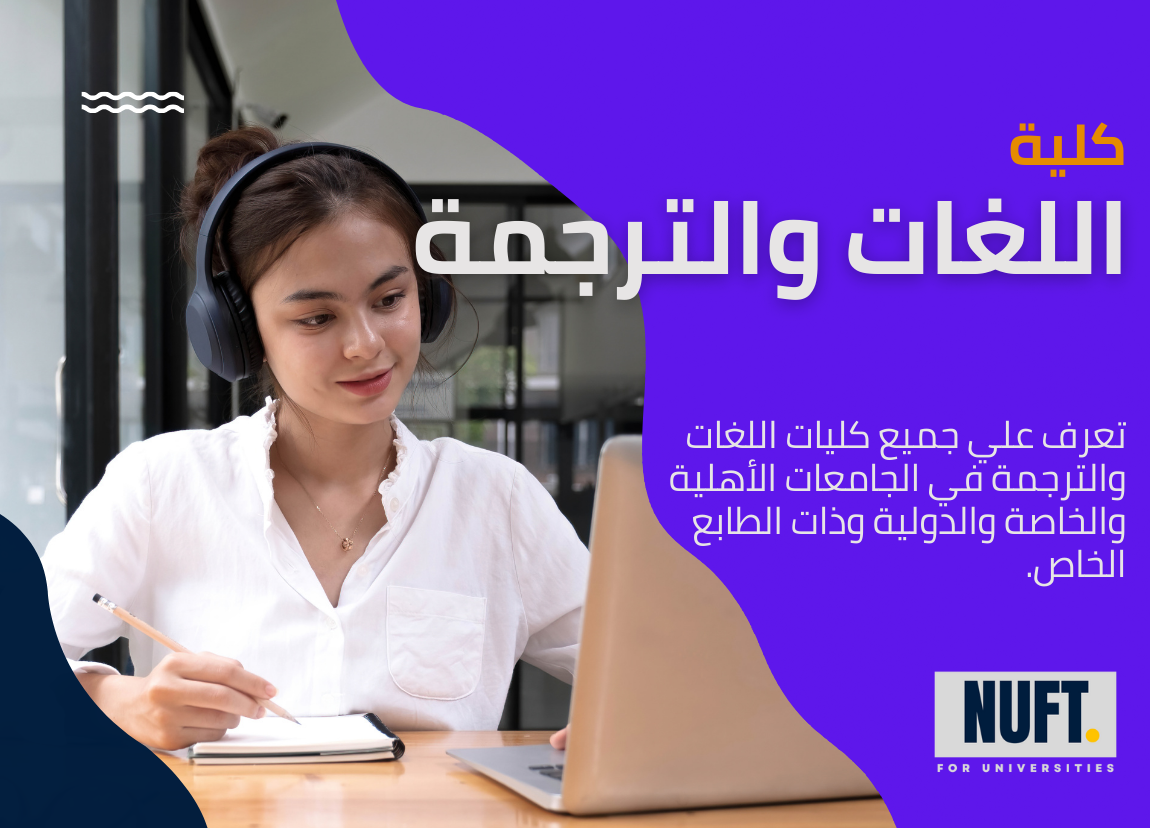 كلية
اللغات والترجمة
تعرف علي جميع كليات اللغات
والترجمة في الجامعات الأهلية
والخاصة والدولية وذات الطابع
الخاص.
NUFT.
FOR UNIVERSITIES